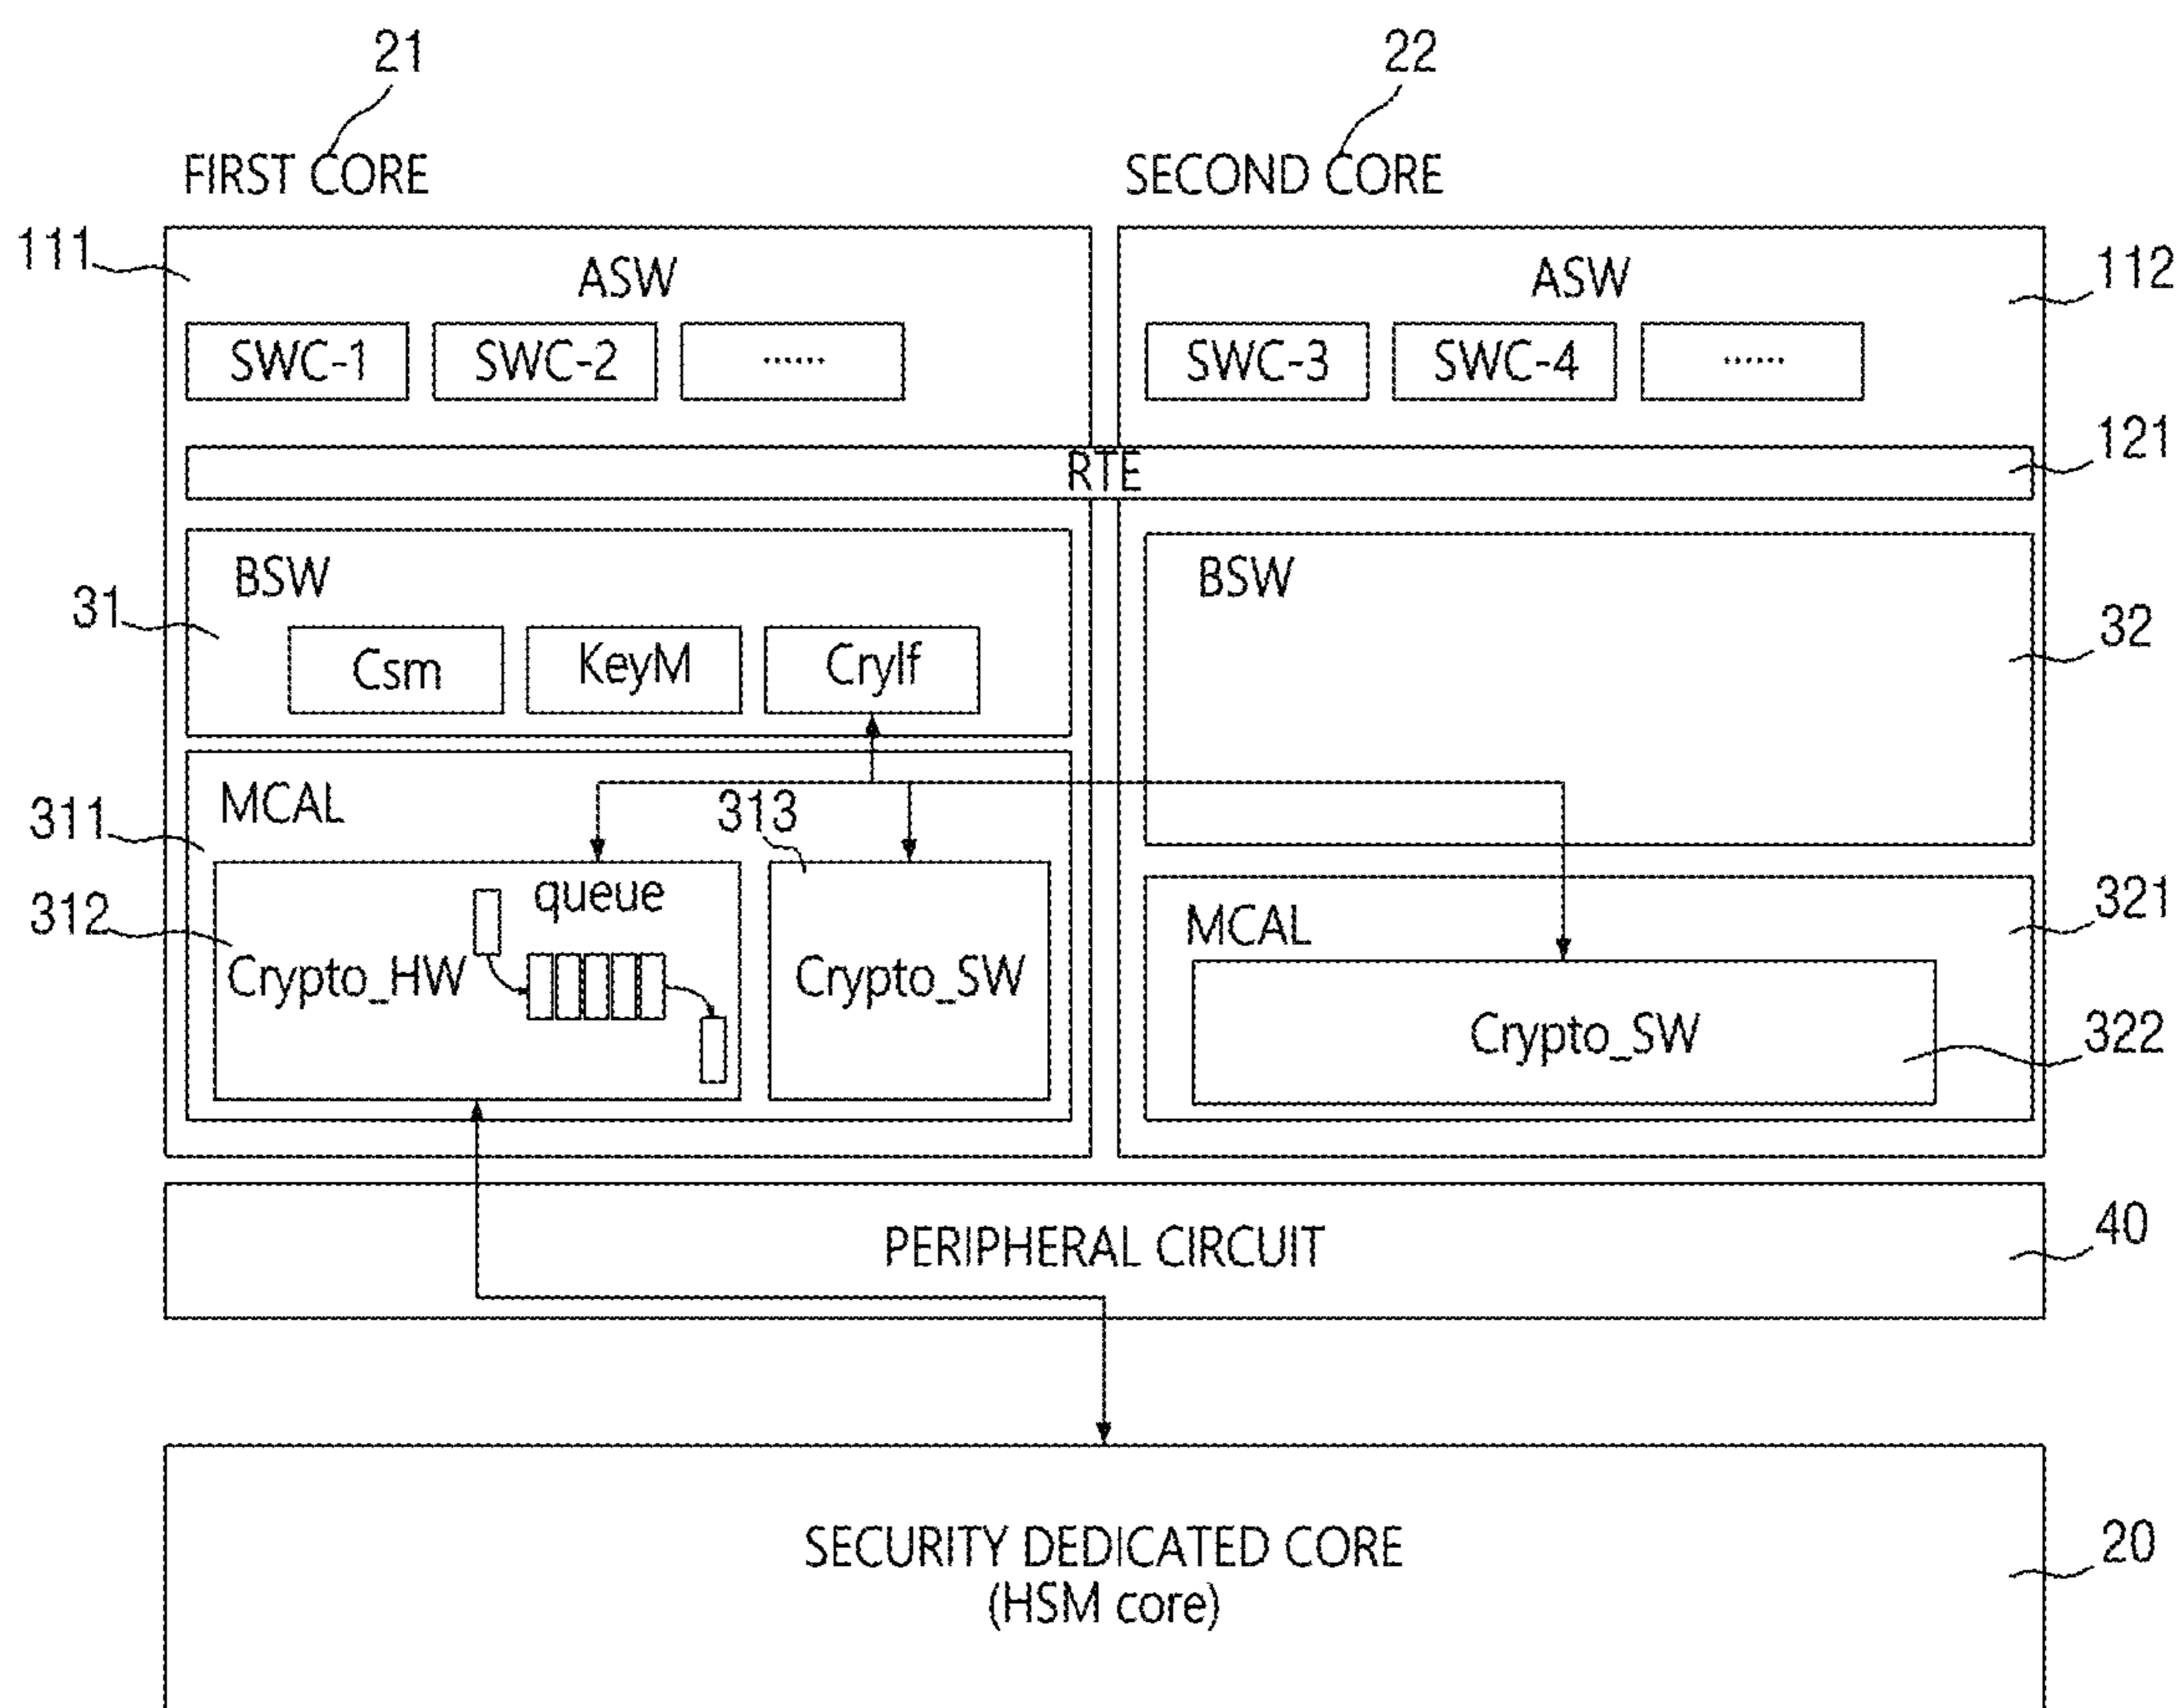 21
22
FIRST CORE
SECOND CORE
111
ASW
ASW
112
SWC-1
SWC-2
......
SWC-3
SWC-4
......
RTE
121
BSW
BSW
31
32
Csm
KeyM
CryIf
MCAL
313
311
queue
312
Crypto_HW
Crypto_SW
MCAL
321
Crypto_SW
322
PERIPHERAL CIRCUIT
40
SECURITY DEDICATED CORE
(HSM core)
20